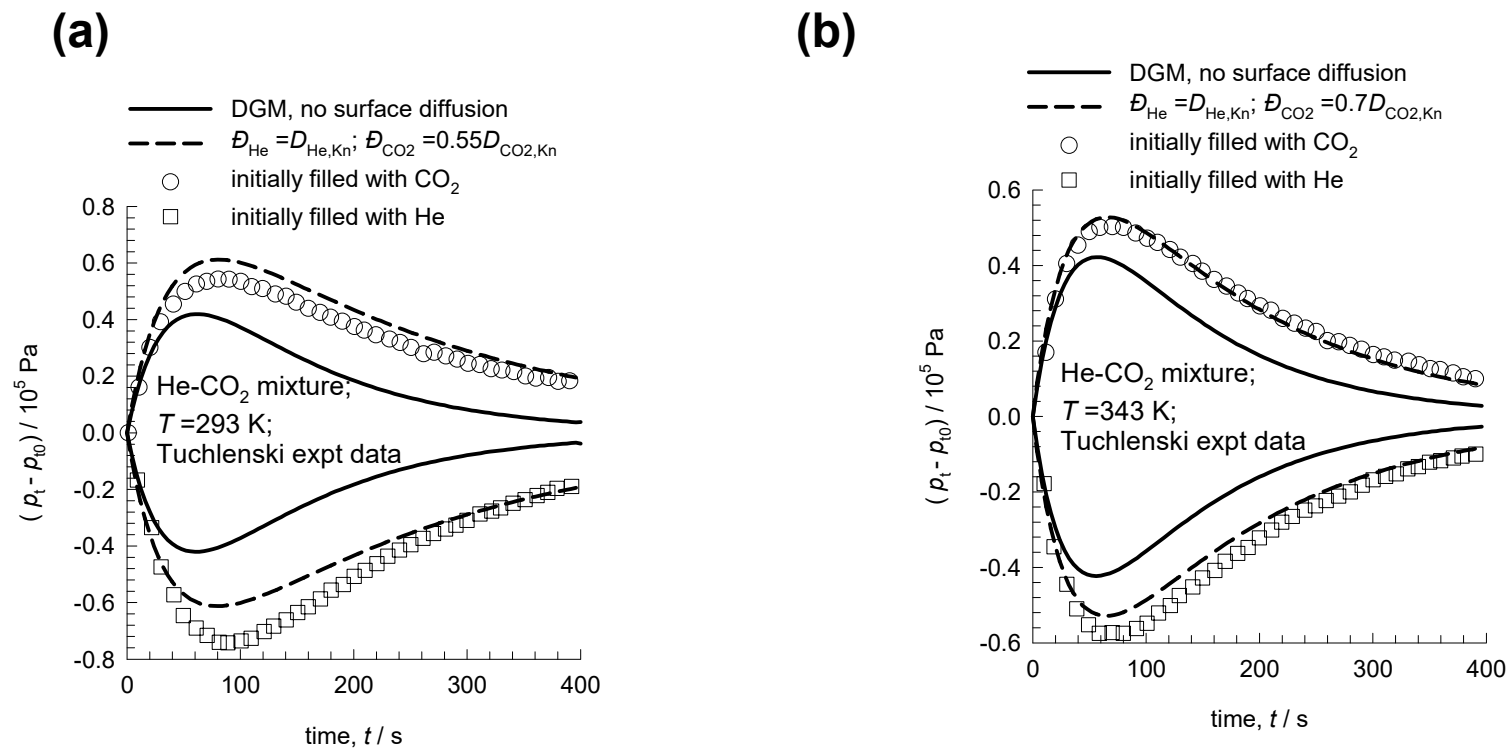 (a)
DGM, no surface diffusion
Đ_He =D_He,Kn; Đ_CO2 =0.55D_CO2,Kn
initially filled with CO₂
initially filled with He
0.8
0.6
0.4
0.2
0.0
-0.2
-0.4
-0.6
-0.8
( p_t - p_t0) / 10⁵ Pa
He-CO₂ mixture;
T =293 K;
Tuchlenski expt data
0
100
200
300
400
time, t / s
(b)
DGM, no surface diffusion
Đ_He =D_He,Kn; Đ_CO2 =0.7D_CO2,Kn
initially filled with CO₂
initially filled with He
0.6
0.4
0.2
0.0
-0.2
-0.4
-0.6
( p_t - p_t0) / 10⁵ Pa
He-CO₂ mixture;
T =343 K;
Tuchlenski expt data
0
100
200
300
400
time, t / s